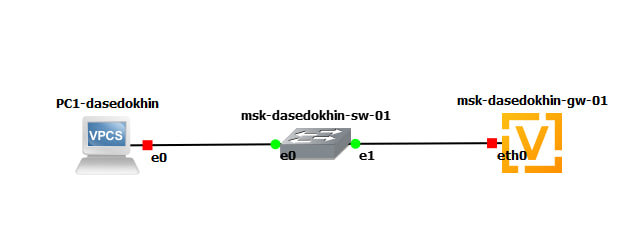 PC1-dasedokhin
msk-dasedokhin-sw-01
msk-dasedokhin-gw-01
VPCS
V
e0
e0
e1
eth0